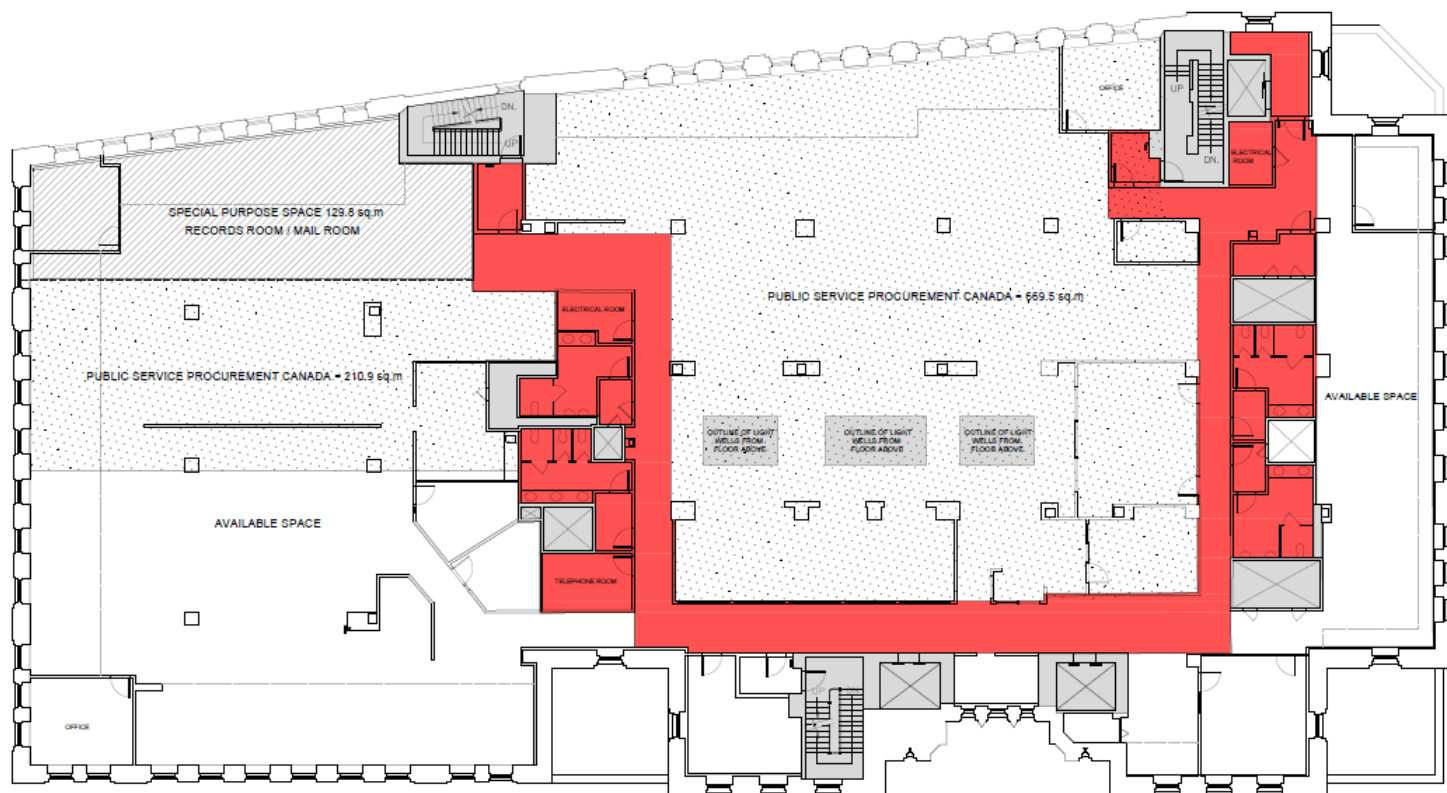 DN.
UP
OFFICE
UP
DN.
ELECTRICAL
ROOM
SPECIAL PURPOSE SPACE 129.8 sq.m
RECORDS ROOM / MAIL ROOM
PUBLIC SERVICE PROCUREMENT CANADA = 669.5 sq.m
ELECTRICAL ROOM
PUBLIC SERVICE PROCUREMENT CANADA = 210.9 sq.m
AVAILABLE SPACE
OUTLINE OF LIGHT
WELLS FROM
FLOOR ABOVE
OUTLINE OF LIGHT
WELLS FROM
FLOOR ABOVE
OUTLINE OF LIGHT
WELLS FROM
FLOOR ABOVE
AVAILABLE SPACE
TELEPHONE ROOM
UP
DN.
OFFICE